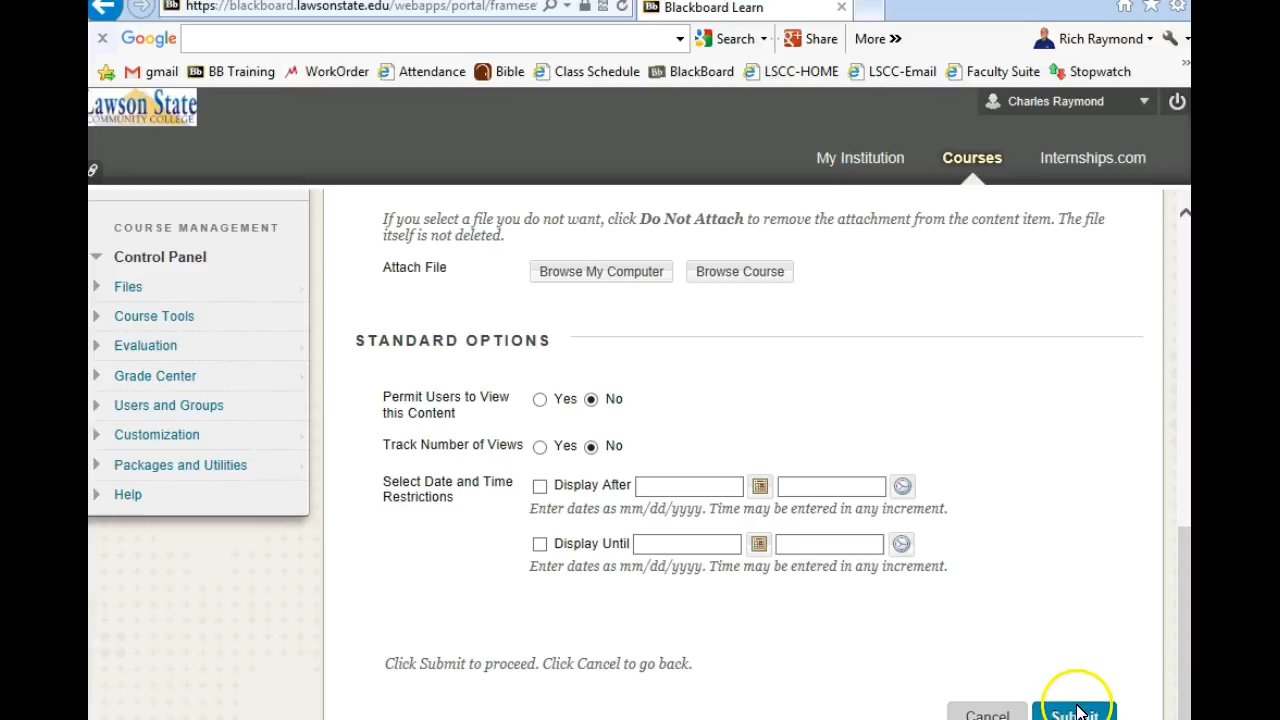 https://blackboard.lawsonstate.edu/webapps/portal/framese
Bb Blackboard Learn
Google
Search
Share
More
Rich Raymond
gmail
Bb BB Training
WorkOrder
Attendance
Bible
Class Schedule
Bb BlackBoard
LSCC-HOME
LSCC-Email
Faculty Suite
Stopwatch
Lawson State
COMMUNITY COLLEGE
Charles Raymond
My Institution
Courses
Internships.com
COURSE MANAGEMENT
Control Panel
Files
Course Tools
Evaluation
Grade Center
Users and Groups
Customization
Packages and Utilities
Help
If you select a file you do not want, click Do Not Attach to remove the attachment from the content item. The file
itself is not deleted.
Attach File
Browse My Computer
Browse Course
STANDARD OPTIONS
Permit Users to View
this Content
Yes
No
Track Number of Views
Yes
No
Select Date and Time
Restrictions
Display After
Enter dates as mm/dd/yyyy. Time may be entered in any increment.
Display Until
Enter dates as mm/dd/yyyy. Time may be entered in any increment.
Click Submit to proceed. Click Cancel to go back.
Cancel
Submit